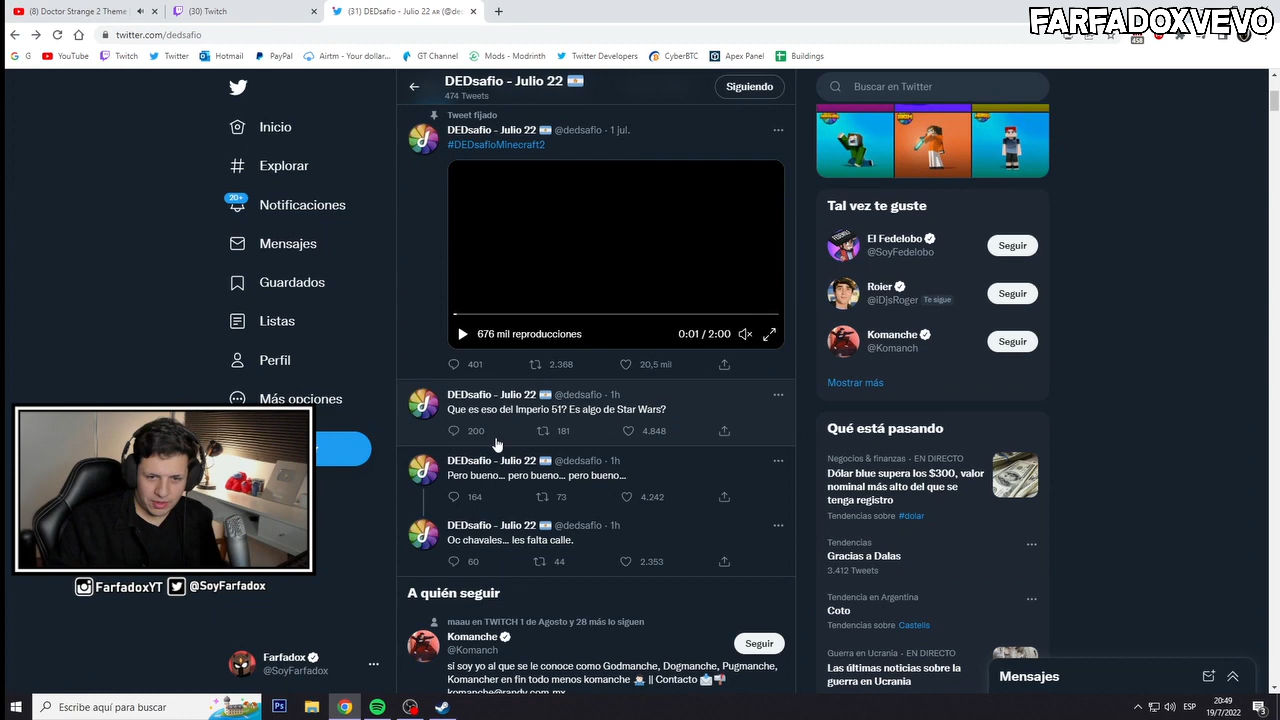 (8) Doctor Strange 2 Theme
(30) Twitch
(31) DEDsafio - Julio 22 AR (@de
FARFADOXVEVO
twitter.com/dedsafio
458
G
YouTube
Twitch
Twitter
Hotmail
PayPal
Airtm - Your dollar...
GT Channel
Mods - Modrinth
Twitter Developers
CyberBTC
Apex Panel
Buildings
Inicio
Explorar
20+
Notificaciones
Mensajes
Guardados
Listas
Perfil
Más opciones
FarfadoxYT
@SoyFarfadox
Farfadox
@SoyFarfadox
DEDsafio - Julio 22
474 Tweets
Siguiendo
Tweet fijado
DEDsafio - Julio 22 @dedsafio · 1 jul.
#DEDsafioMinecraft2
676 mil reproducciones
0:01 / 2:00
401 2.368 20,5 mil
DEDsafio - Julio 22 @dedsafio · 1h
Que es eso del Imperio 51? Es algo de Star Wars?
200 181 4.848
DEDsafio - Julio 22 @dedsafio · 1h
Pero bueno... pero bueno... pero bueno...
164 73 4.242
DEDsafio - Julio 22 @dedsafio · 1h
Oc chavales... les falta calle.
60 44 2.353
A quién seguir
maau en TWITCH 1 de Agosto y 28 más lo siguen
Komanche
@Komanch
Seguir
sí soy yo al que se le conoce como Godmanche, Dogmanche, Pugmanche,
Komancher en fin todo menos komanche || Contacto
komanche@randy.com.mx
Buscar en Twitter
Tal vez te guste
El Fedelobo
@SoyFedelobo
Seguir
Roier
@iDjsRoger Te sigue
Seguir
Komanche
@Komanch
Seguir
Mostrar más
Qué está pasando
Negocios & finanzas · EN DIRECTO
Dólar blue supera los $300, valor
nominal más alto del que se
tenga registro
Tendencias sobre #dolar
Tendencias
Gracias a Dalas
3.412 Tweets
Tendencia en Argentina
Coto
Tendencias sobre Castells
Guerra en Ucrania · EN DIRECTO
Las últimas noticias sobre la
guerra en Ucrania
Mensajes
Escribe aquí para buscar
Ps
ESP
20:49
19/7/2022
3